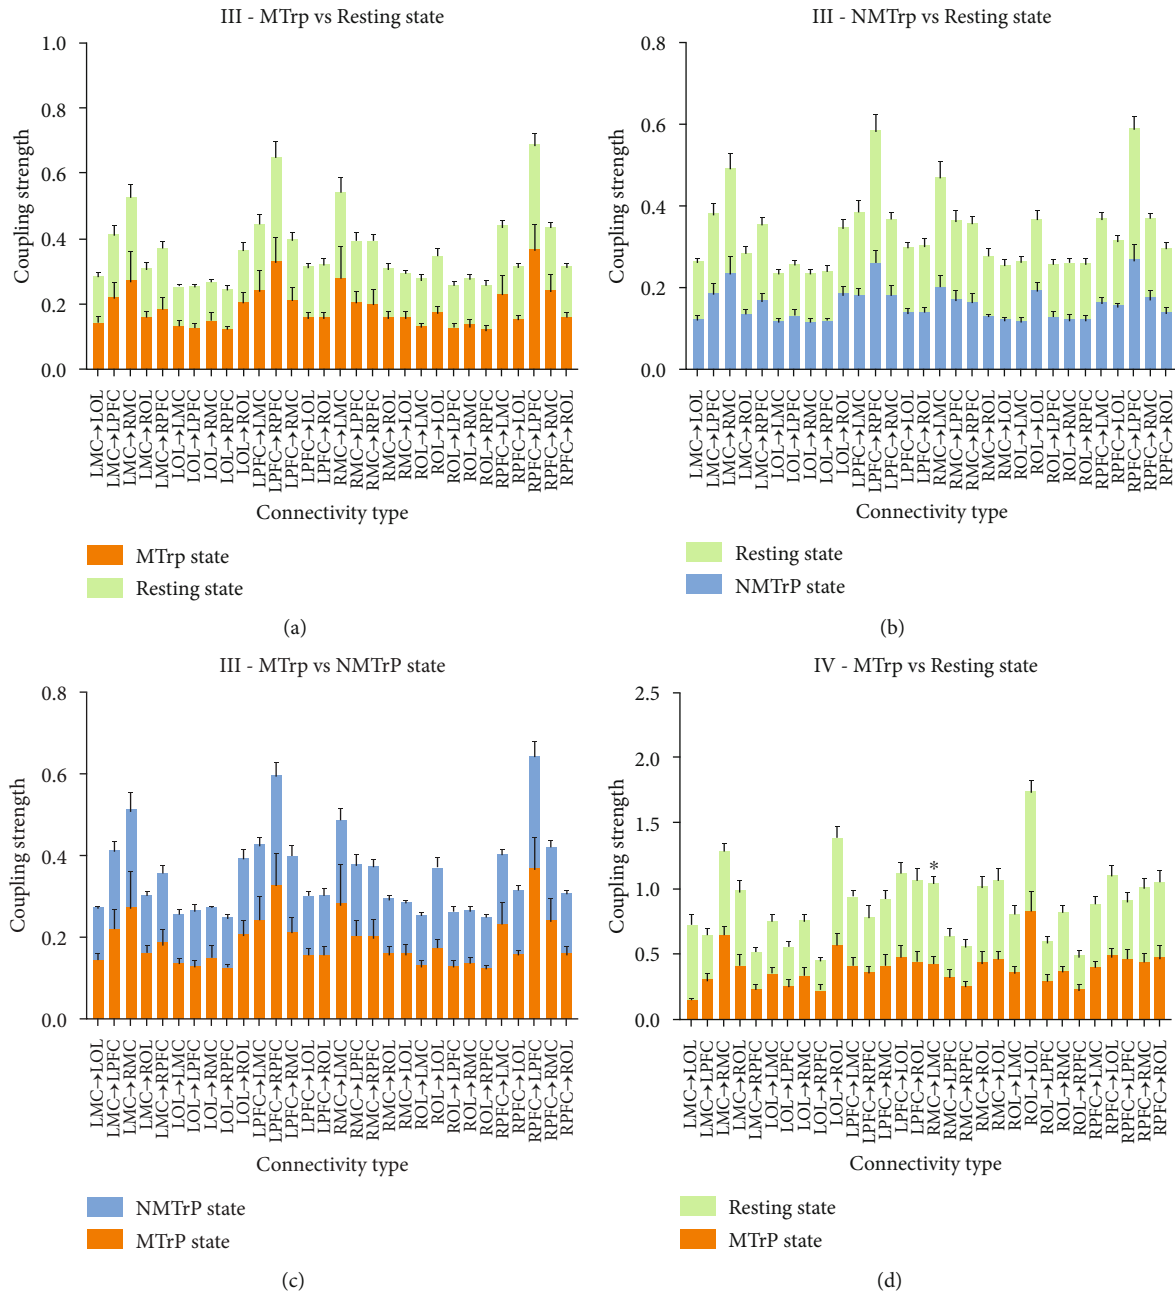 III - MTrp vs Resting state
Coupling strength
1.0
0.8
0.6
0.4
0.2
0.0
LMC→LOL
LMC→LPFC
LMC→RMC
LMC→ROL
LMC→RPFC
LOL→LMC
LOL→LPFC
LOL→RMC
LOL→RPFC
LOL→ROL
LPFC→LMC
LPFC→RPFC
LPFC→RMC
LPFC→LOL
LPFC→ROL
RMC→LMC
RMC→LPFC
RMC→RPFC
RMC→ROL
RMC→LOL
ROL→LMC
ROL→LOL
ROL→LPFC
ROL→RMC
ROL→RPFC
RPFC→LMC
RPFC→LOL
RPFC→LPFC
RPFC→RMC
RPFC→ROL
Connectivity type
MTrp state
Resting state
(a)
III - NMTrp vs Resting state
Coupling strength
0.8
0.6
0.4
0.2
0.0
LMC→LOL
LMC→LPFC
LMC→RMC
LMC→ROL
LMC→RPFC
LOL→LMC
LOL→LPFC
LOL→RMC
LOL→RPFC
LOL→ROL
LPFC→LMC
LPFC→RPFC
LPFC→RMC
LPFC→LOL
LPFC→ROL
RMC→LMC
RMC→LPFC
RMC→RPFC
RMC→ROL
RMC→LOL
ROL→LMC
ROL→LOL
ROL→LPFC
ROL→RMC
ROL→RPFC
RPFC→LMC
RPFC→LOL
RPFC→LPFC
RPFC→RMC
RPFC→ROL
Connectivity type
Resting state
NMTrP state
(b)
III - MTrp vs NMTrP state
Coupling strength
0.8
0.6
0.4
0.2
0.0
LMC→LOL
LMC→LPFC
LMC→RMC
LMC→ROL
LMC→RPFC
LOL→LMC
LOL→LPFC
LOL→RMC
LOL→RPFC
LOL→ROL
LPFC→LMC
LPFC→RPFC
LPFC→RMC
LPFC→LOL
LPFC→ROL
RMC→LMC
RMC→LPFC
RMC→RPFC
RMC→ROL
RMC→LOL
ROL→LMC
ROL→LOL
ROL→LPFC
ROL→RMC
ROL→RPFC
RPFC→LMC
RPFC→LOL
RPFC→LPFC
RPFC→RMC
RPFC→ROL
Connectivity type
NMTrP state
MTrP state
(c)
IV - MTrp vs Resting state
Coupling strength
2.5
2.0
1.5
1.0
0.5
0.0
*
LMC→LOL
LMC→LPFC
LMC→RMC
LMC→ROL
LMC→RPFC
LOL→LMC
LOL→LPFC
LOL→RMC
LOL→RPFC
LOL→ROL
LPFC→LMC
LPFC→RPFC
LPFC→RMC
LPFC→LOL
LPFC→ROL
RMC→LMC
RMC→LPFC
RMC→RPFC
RMC→ROL
RMC→LOL
ROL→LMC
ROL→LOL
ROL→LPFC
ROL→RMC
ROL→RPFC
RPFC→LMC
RPFC→LOL
RPFC→LPFC
RPFC→RMC
RPFC→ROL
Connectivity type
Resting state
MTrP state
(d)